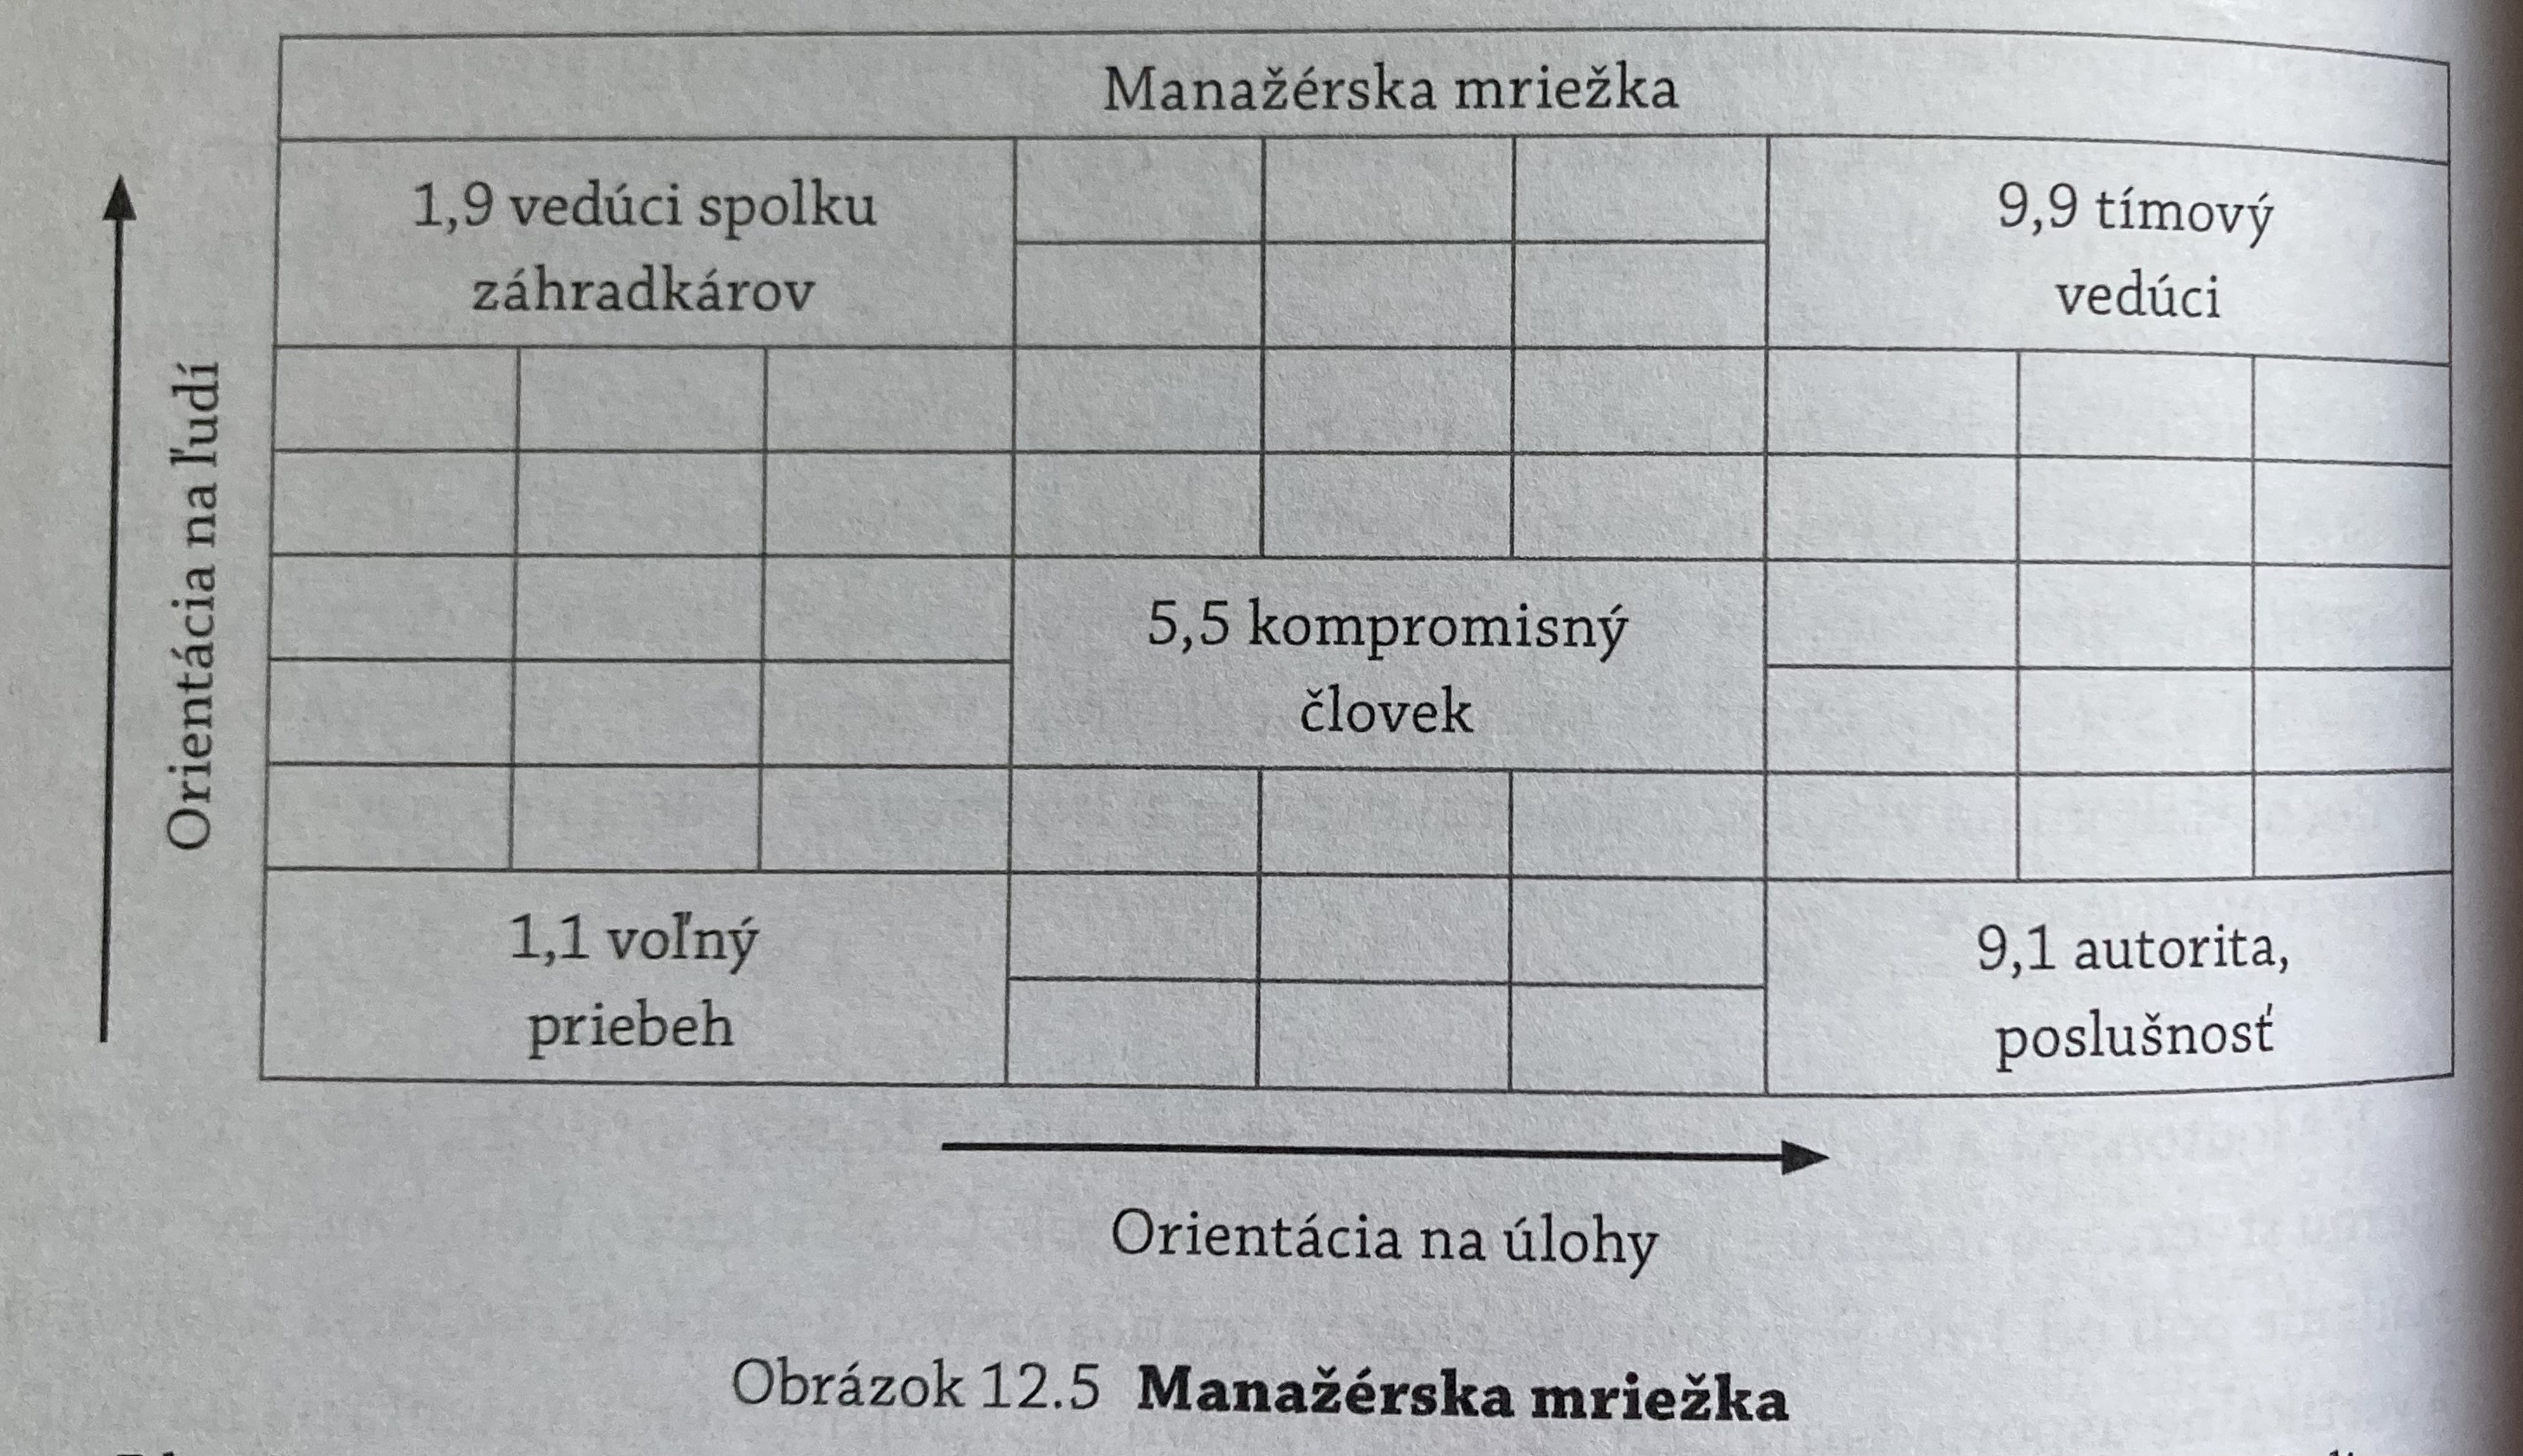 Manažérska mriežka
1,9 vedúci spolku
záhradkárov
9,9 tímový
vedúci
Orientácia na ľudí
5,5 kompromisný
človek
1,1 voľný
priebeh
9,1 autorita,
poslušnosť
Orientácia na úlohy
Obrázok 12.5 Manažérska mriežka